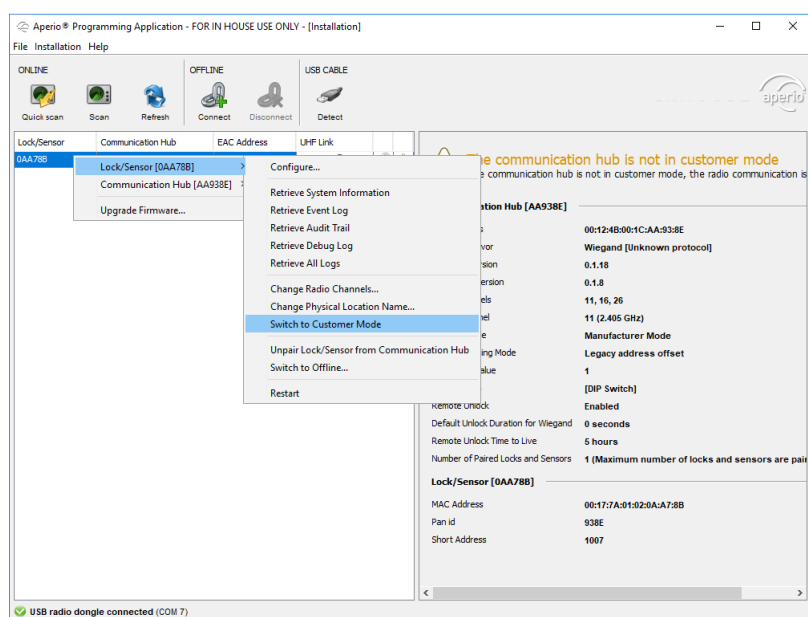 Aperio® Programming Application - FOR IN HOUSE USE ONLY - [Installation]
File Installation Help
ONLINE OFFLINE USB CABLE
Quick scan Scan Refresh Connect Disconnect Detect
aperio
Lock/Sensor Communication Hub EAC Address UHF Link
0AA78B
Lock/Sensor [0AA78B]
Communication Hub [AA938E]
Upgrade Firmware...
Configure...
Retrieve System Information
Retrieve Event Log
Retrieve Audit Trail
Retrieve Debug Log
Retrieve All Logs
Change Radio Channels...
Change Physical Location Name...
Switch to Customer Mode
Unpair Lock/Sensor from Communication Hub
Switch to Offline...
Restart
he communication hub is not in customer mode
e communication hub is not in customer mode, the radio communication is
ation Hub [AA938E]
s 00:12:4B:00:1C:AA:93:8E
vor Wiegand [Unknown protocol]
sion 0.1.18
ersion 0.1.8
els 11, 16, 26
nel 11 (2.405 GHz)
e Manufacturer Mode
ing Mode Legacy address offset
alue 1
[DIP Switch]
Remote Unlock Enabled
Default Unlock Duration for Wiegand 0 seconds
Remote Unlock Time to Live 5 hours
Number of Paired Locks and Sensors 1 (Maximum number of locks and sensors are pair
Lock/Sensor [0AA78B]
MAC Address 00:17:7A:01:02:0A:A7:8B
Pan id 938E
Short Address 1007
USB radio dongle connected (COM 7)